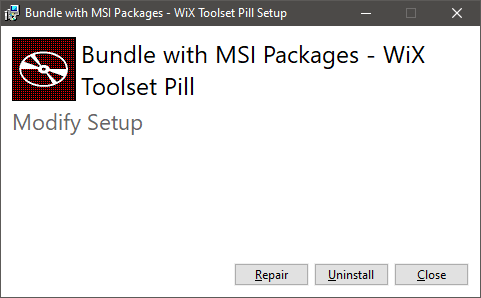 Bundle with MSI Packages - WiX Toolset Pill Setup
Bundle with MSI Packages - WiX
Toolset Pill
Modify Setup
Repair
Uninstall
Close